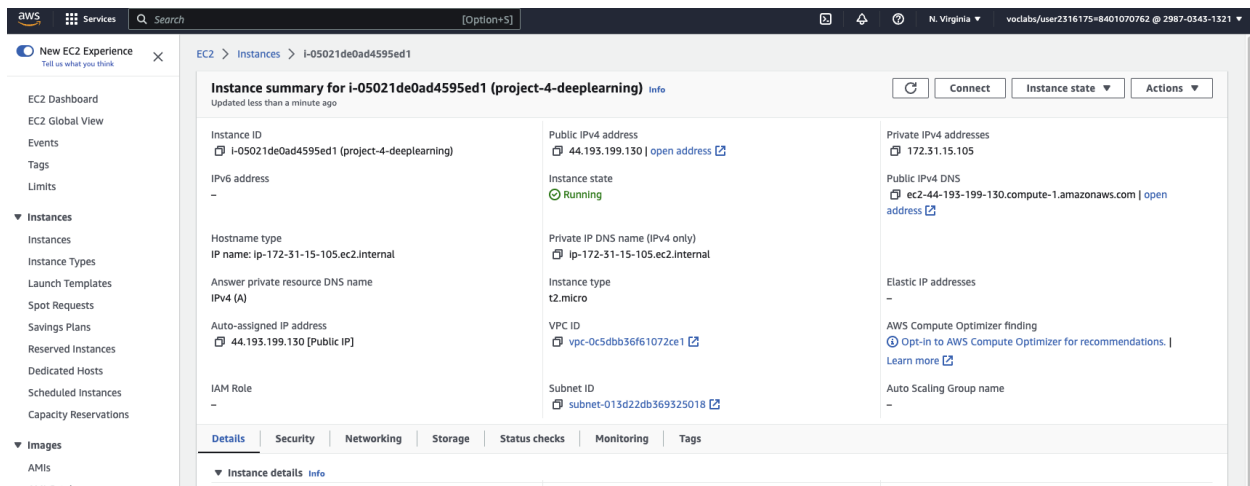 aws Services Search [Option+S] N. Virginia ▼ voclabs/user2316175=8401070762 @ 2987-0343-1321 ▼
New EC2 Experience
Tell us what you think
EC2 Dashboard
EC2 Global View
Events
Tags
Limits
▼ Instances
Instances
Instance Types
Launch Templates
Spot Requests
Savings Plans
Reserved Instances
Dedicated Hosts
Scheduled Instances
Capacity Reservations
▼ Images
AMIs
EC2 > Instances > i-05021de0ad4595ed1
Instance summary for i-05021de0ad4595ed1 (project-4-deeplearning) Info
Updated less than a minute ago
Connect Instance state ▼ Actions ▼
Instance ID
i-05021de0ad4595ed1 (project-4-deeplearning)
Public IPv4 address
44.193.199.130 | open address
Private IPv4 addresses
172.31.15.105
IPv6 address
–
Instance state
Running
Public IPv4 DNS
ec2-44-193-199-130.compute-1.amazonaws.com | open
address
Hostname type
IP name: ip-172-31-15-105.ec2.internal
Private IP DNS name (IPv4 only)
ip-172-31-15-105.ec2.internal
Answer private resource DNS name
IPv4 (A)
Instance type
t2.micro
Elastic IP addresses
–
Auto-assigned IP address
44.193.199.130 [Public IP]
VPC ID
vpc-0c5dbb36f61072ce1
AWS Compute Optimizer finding
Opt-in to AWS Compute Optimizer for recommendations. |
Learn more
IAM Role
–
Subnet ID
subnet-013d22db369325018
Auto Scaling Group name
–
Details Security Networking Storage Status checks Monitoring Tags
▼ Instance details Info